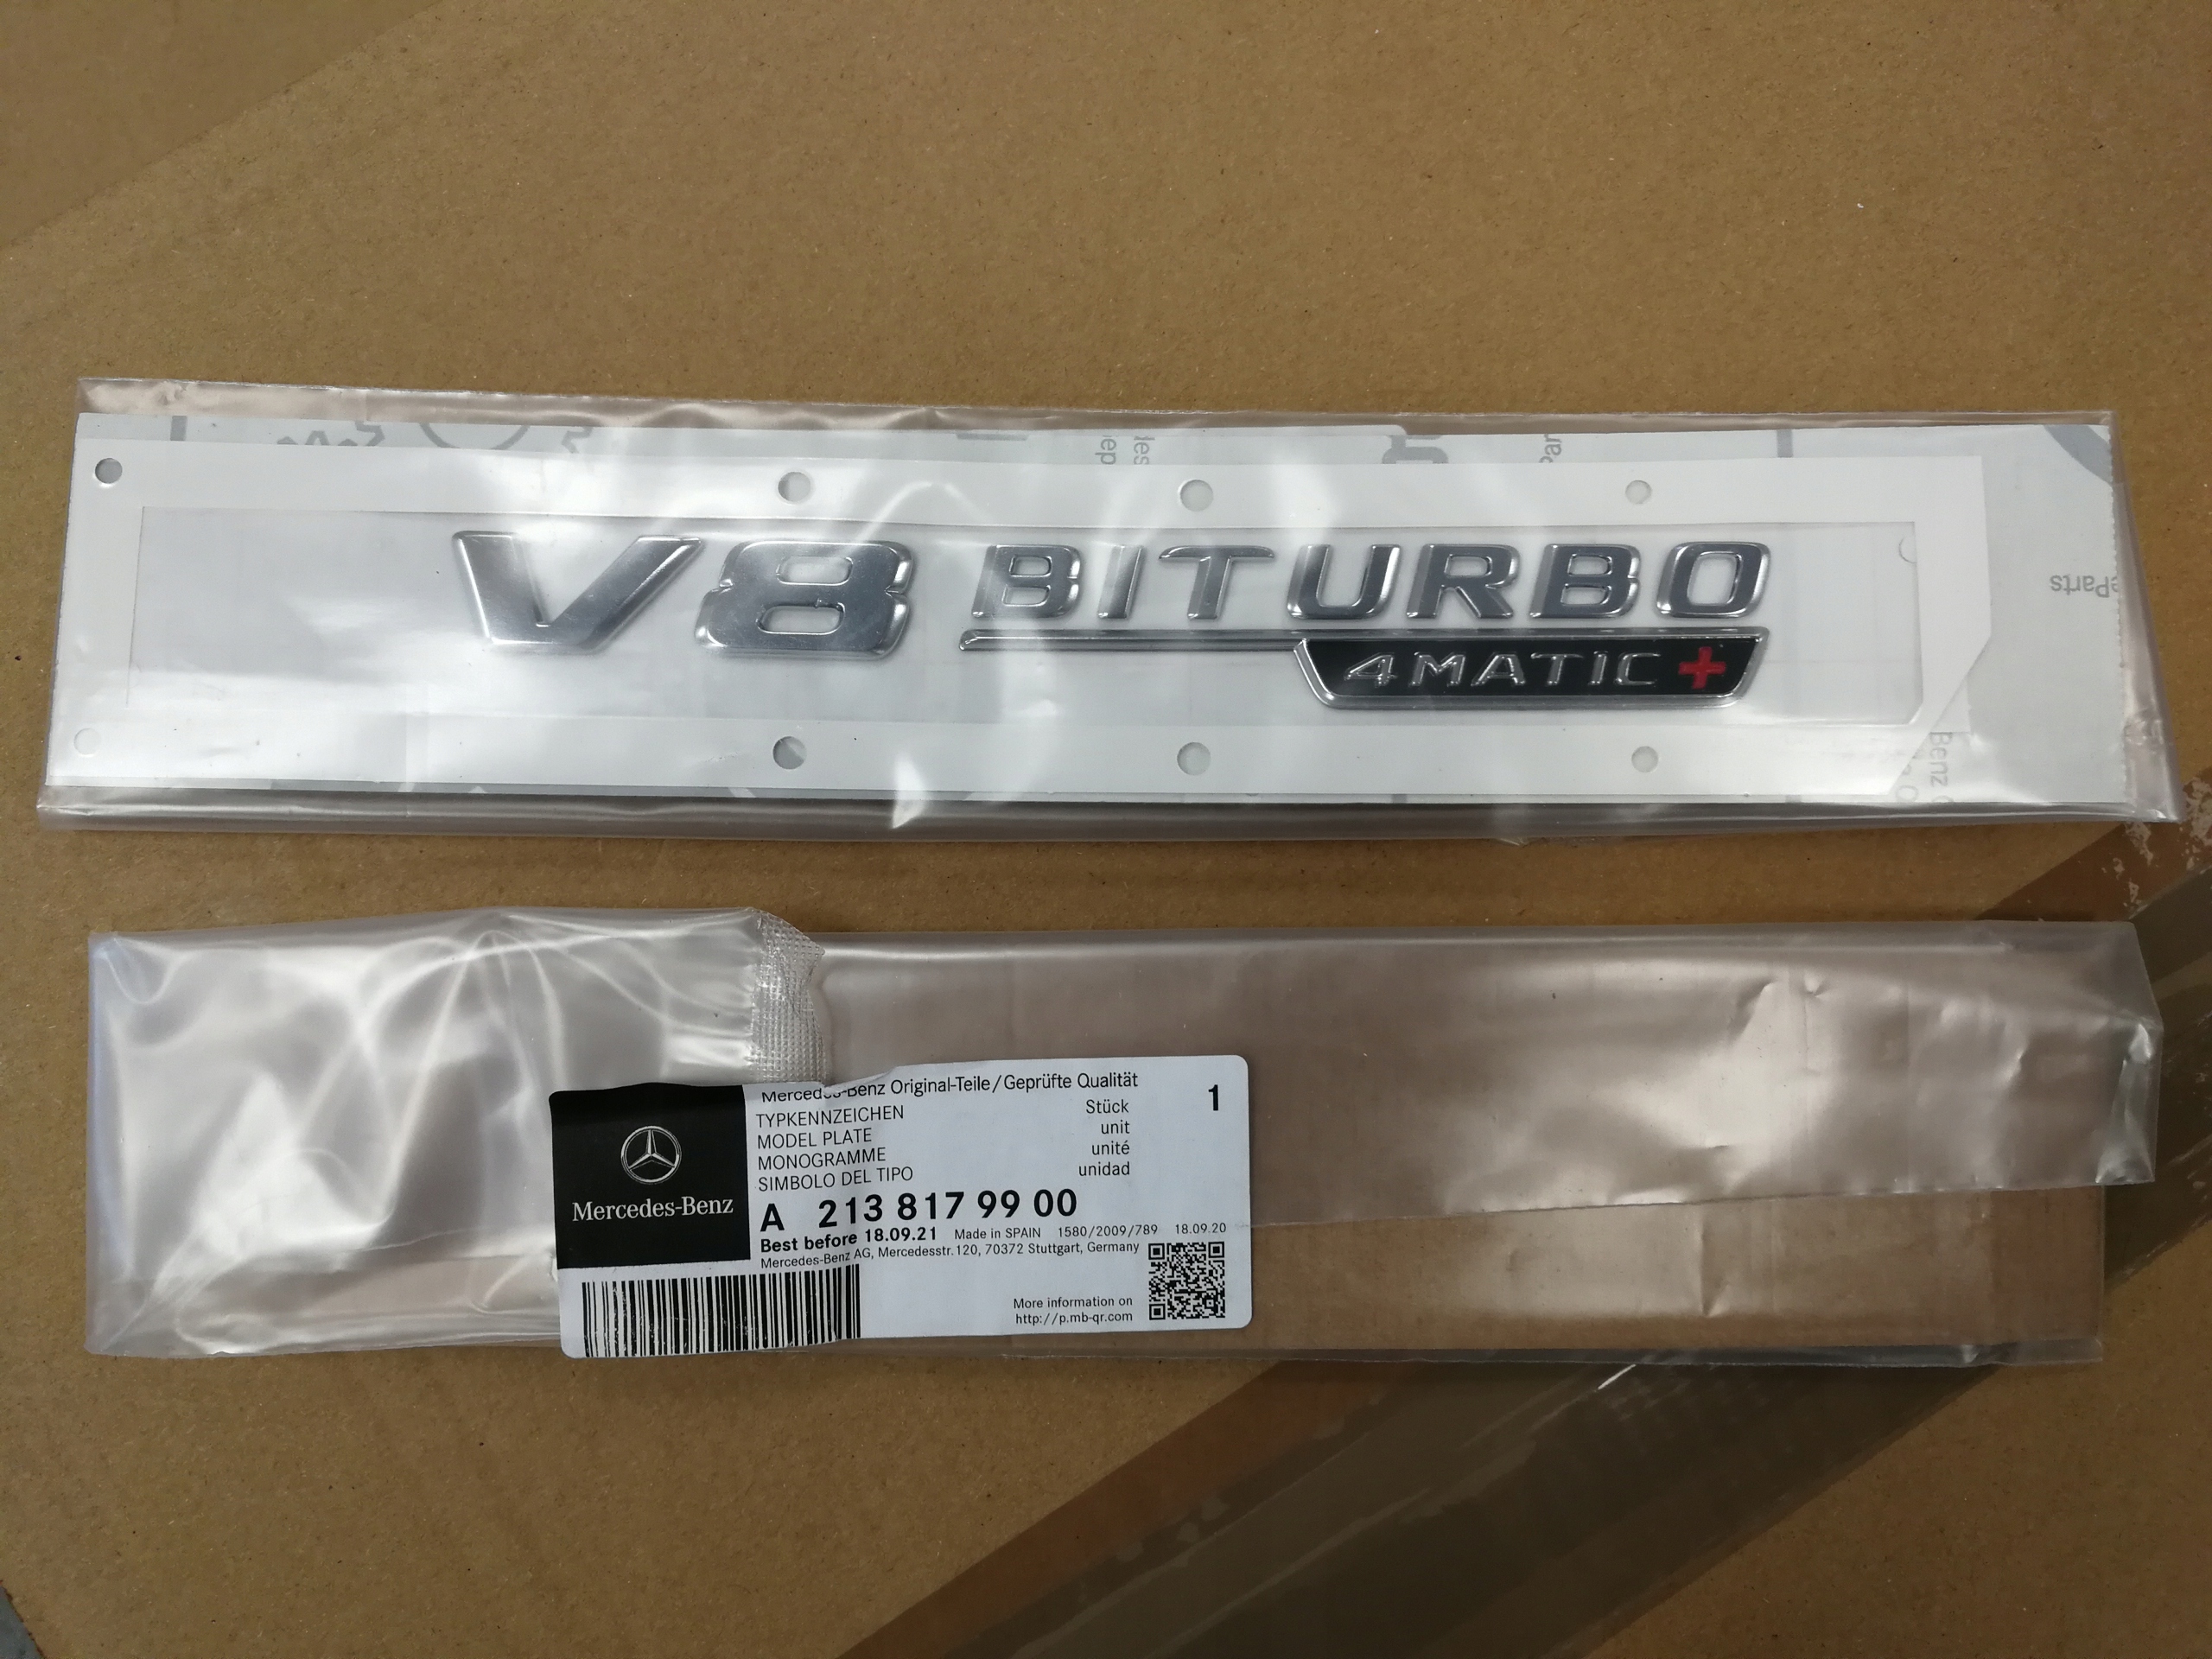 V8 BITURBO
4MATIC+
Parts
Benz
Mercedes-Benz
Mercedes-Benz Original-Teile/Geprüfte Qualität
TYPKENNZEICHEN Stück 1
MODEL PLATE unit
MONOGRAMME unité
SIMBOLO DEL TIPO unidad
A 213 817 99 00
Best before 18.09.21 Made in SPAIN 1580/2009/789 18.09.20
Mercedes-Benz AG, Mercedesstr.120, 70372 Stuttgart, Germany
More information on
http://p.mb-qr.com